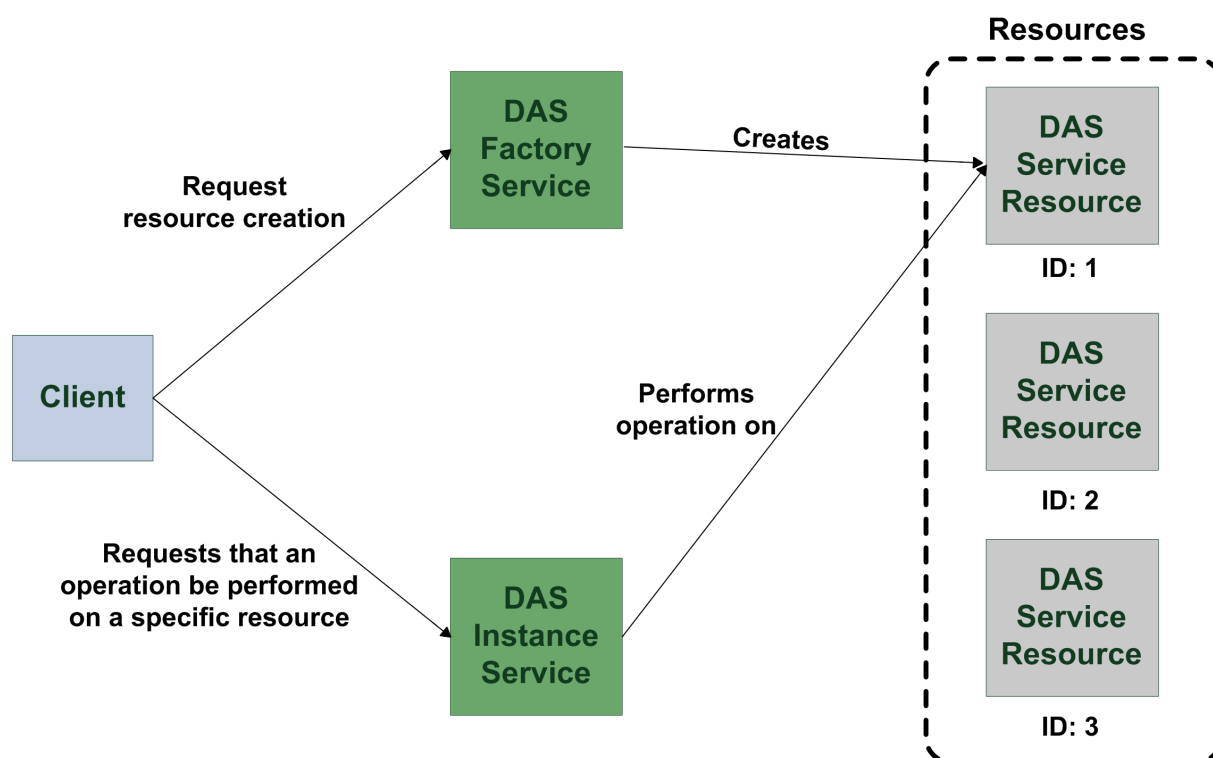 Resources
DAS
Factory
Service
Creates
DAS
Service
Resource
ID: 1
Request
resource creation
Client
DAS
Service
Resource
ID: 2
Performs
operation on
Requests that an
operation be performed
on a specific resource
DAS
Instance
Service
DAS
Service
Resource
ID: 3